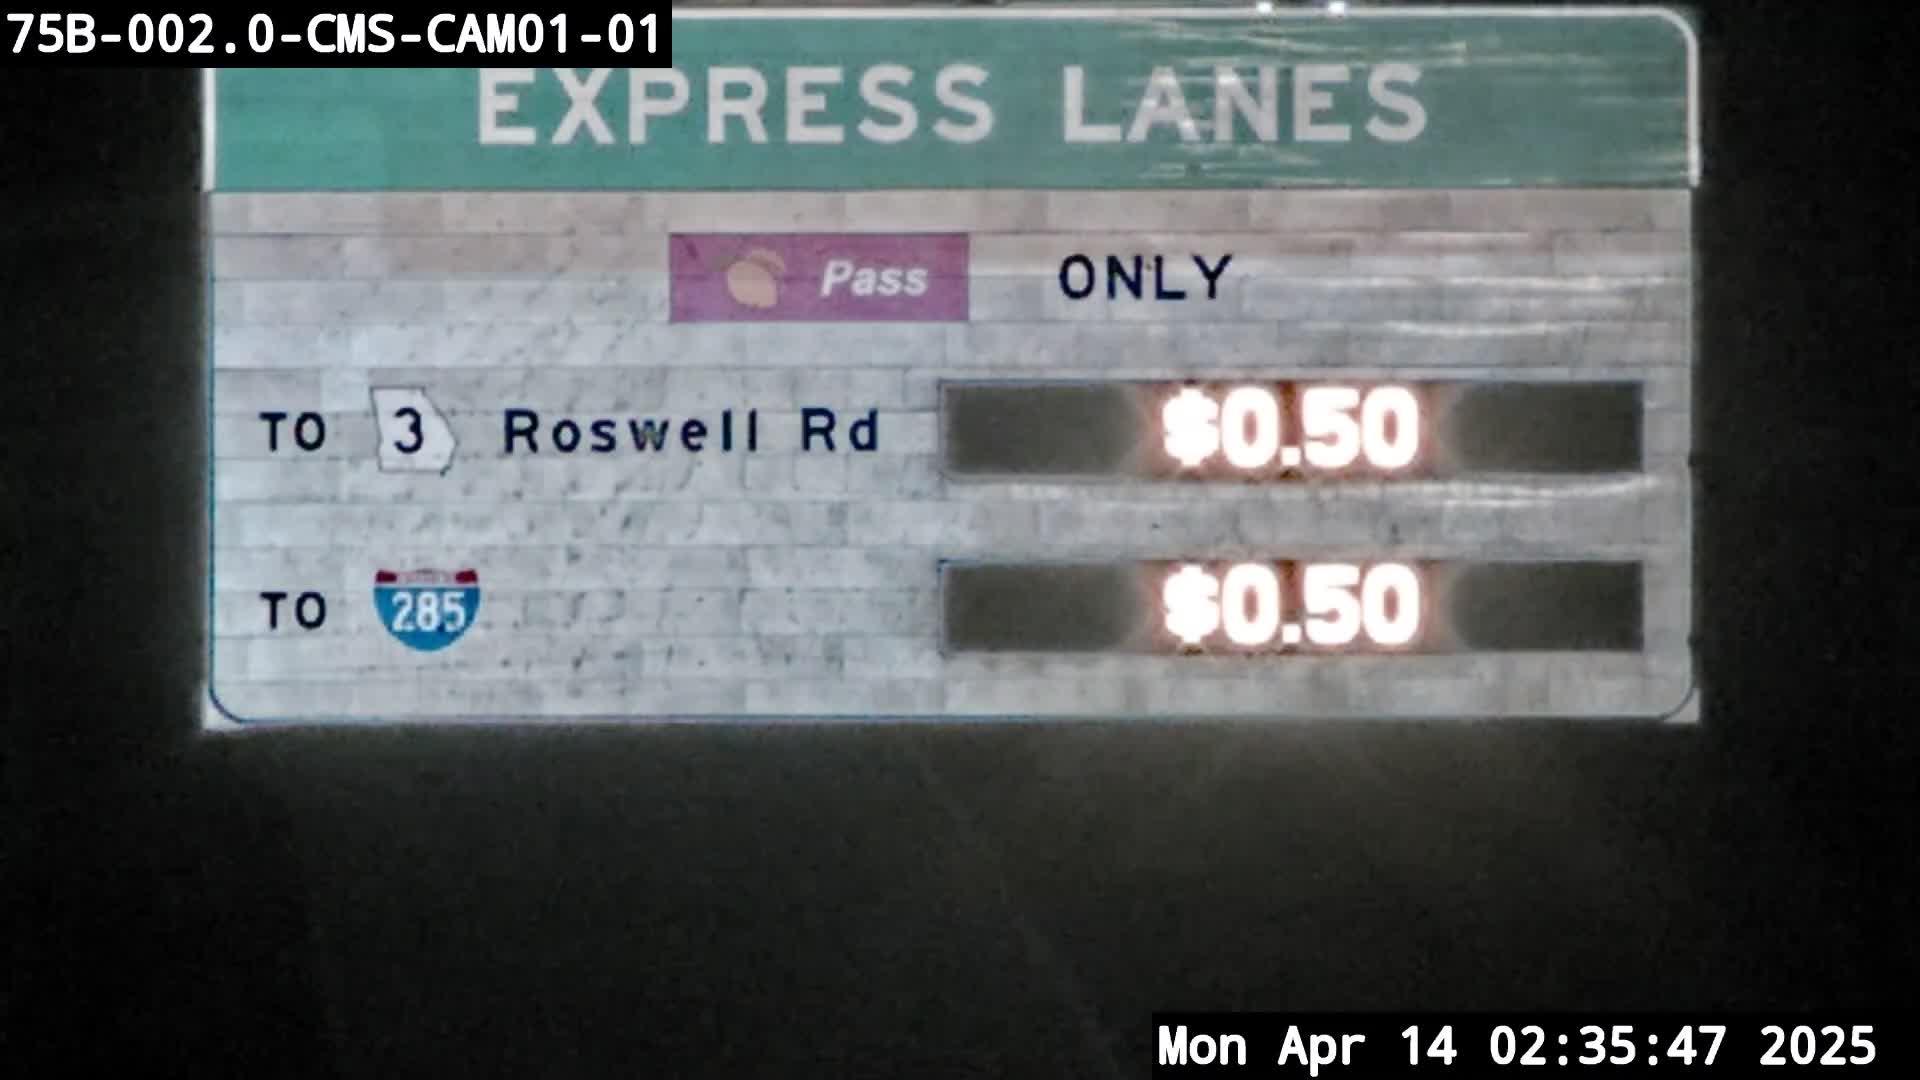 75B-002.0-CMS-CAM01-01
EXPRESS LANES
Pass ONLY
TO 3 Roswell Rd $0.50
TO 285 $0.50
Mon Apr 14 02:35:47 2025